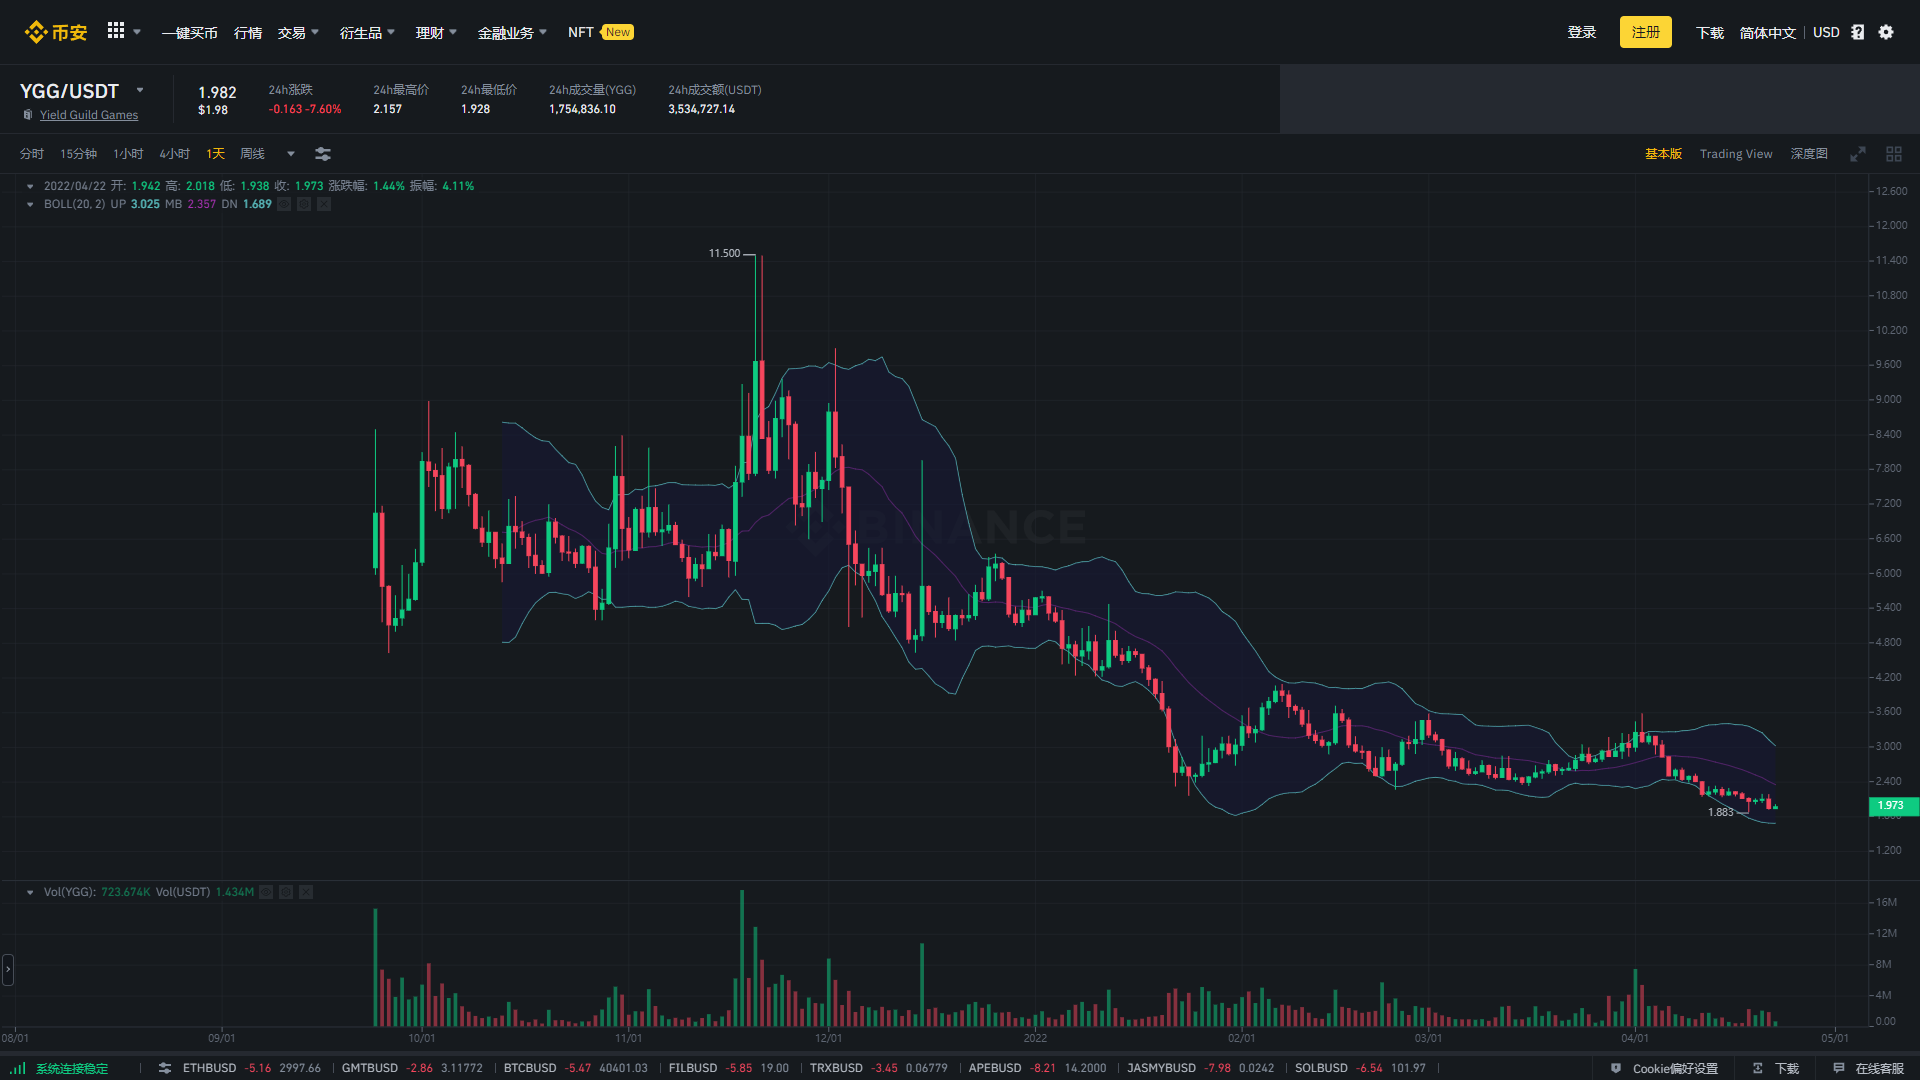 币安 一键买币 行情 交易 衍生品 理财 金融业务 NFT New 登录 注册 下载 简体中文 USD
YGG/USDT
Yield Guild Games
1.982
$1.98
24h涨跌
-0.163 -7.60%
24h最高价
2.157
24h最低价
1.928
24h成交量(YGG)
1,754,836.10
24h成交额(USDT)
3,534,727.14
分时 15分钟 1小时 4小时 1天 周线 基本版 Trading View 深度图
2022/04/22 开: 1.942 高: 2.018 低: 1.938 收: 1.973 涨跌幅: 1.44% 振幅: 4.11%
BOLL(20, 2) UP 3.025 MB 2.357 DN 1.689
12.600
12.000
11.400
10.800
10.200
9.600
9.000
8.400
7.800
7.200
6.600
6.000
5.400
4.800
4.200
3.600
3.000
2.400
1.973
1.800
1.200
11.500
BINANCE
1.883
Vol(YGG): 723.674K Vol(USDT) 1.434M
16M
12M
8M
4M
0.00
08/01 09/01 10/01 11/01 12/01 2022 02/01 03/01 04/01 05/01
系统连接稳定 ETHBUSD -5.16 2997.66 GMTBUSD -2.86 3.11772 BTCBUSD -5.47 40401.03 FILBUSD -5.85 19.00 TRXBUSD -3.45 0.06779 APEBUSD -8.21 14.2000 JASMYBUSD -7.98 0.0242 SOLBUSD -6.54 101.97 Cookie偏好设置 下载 在线客服